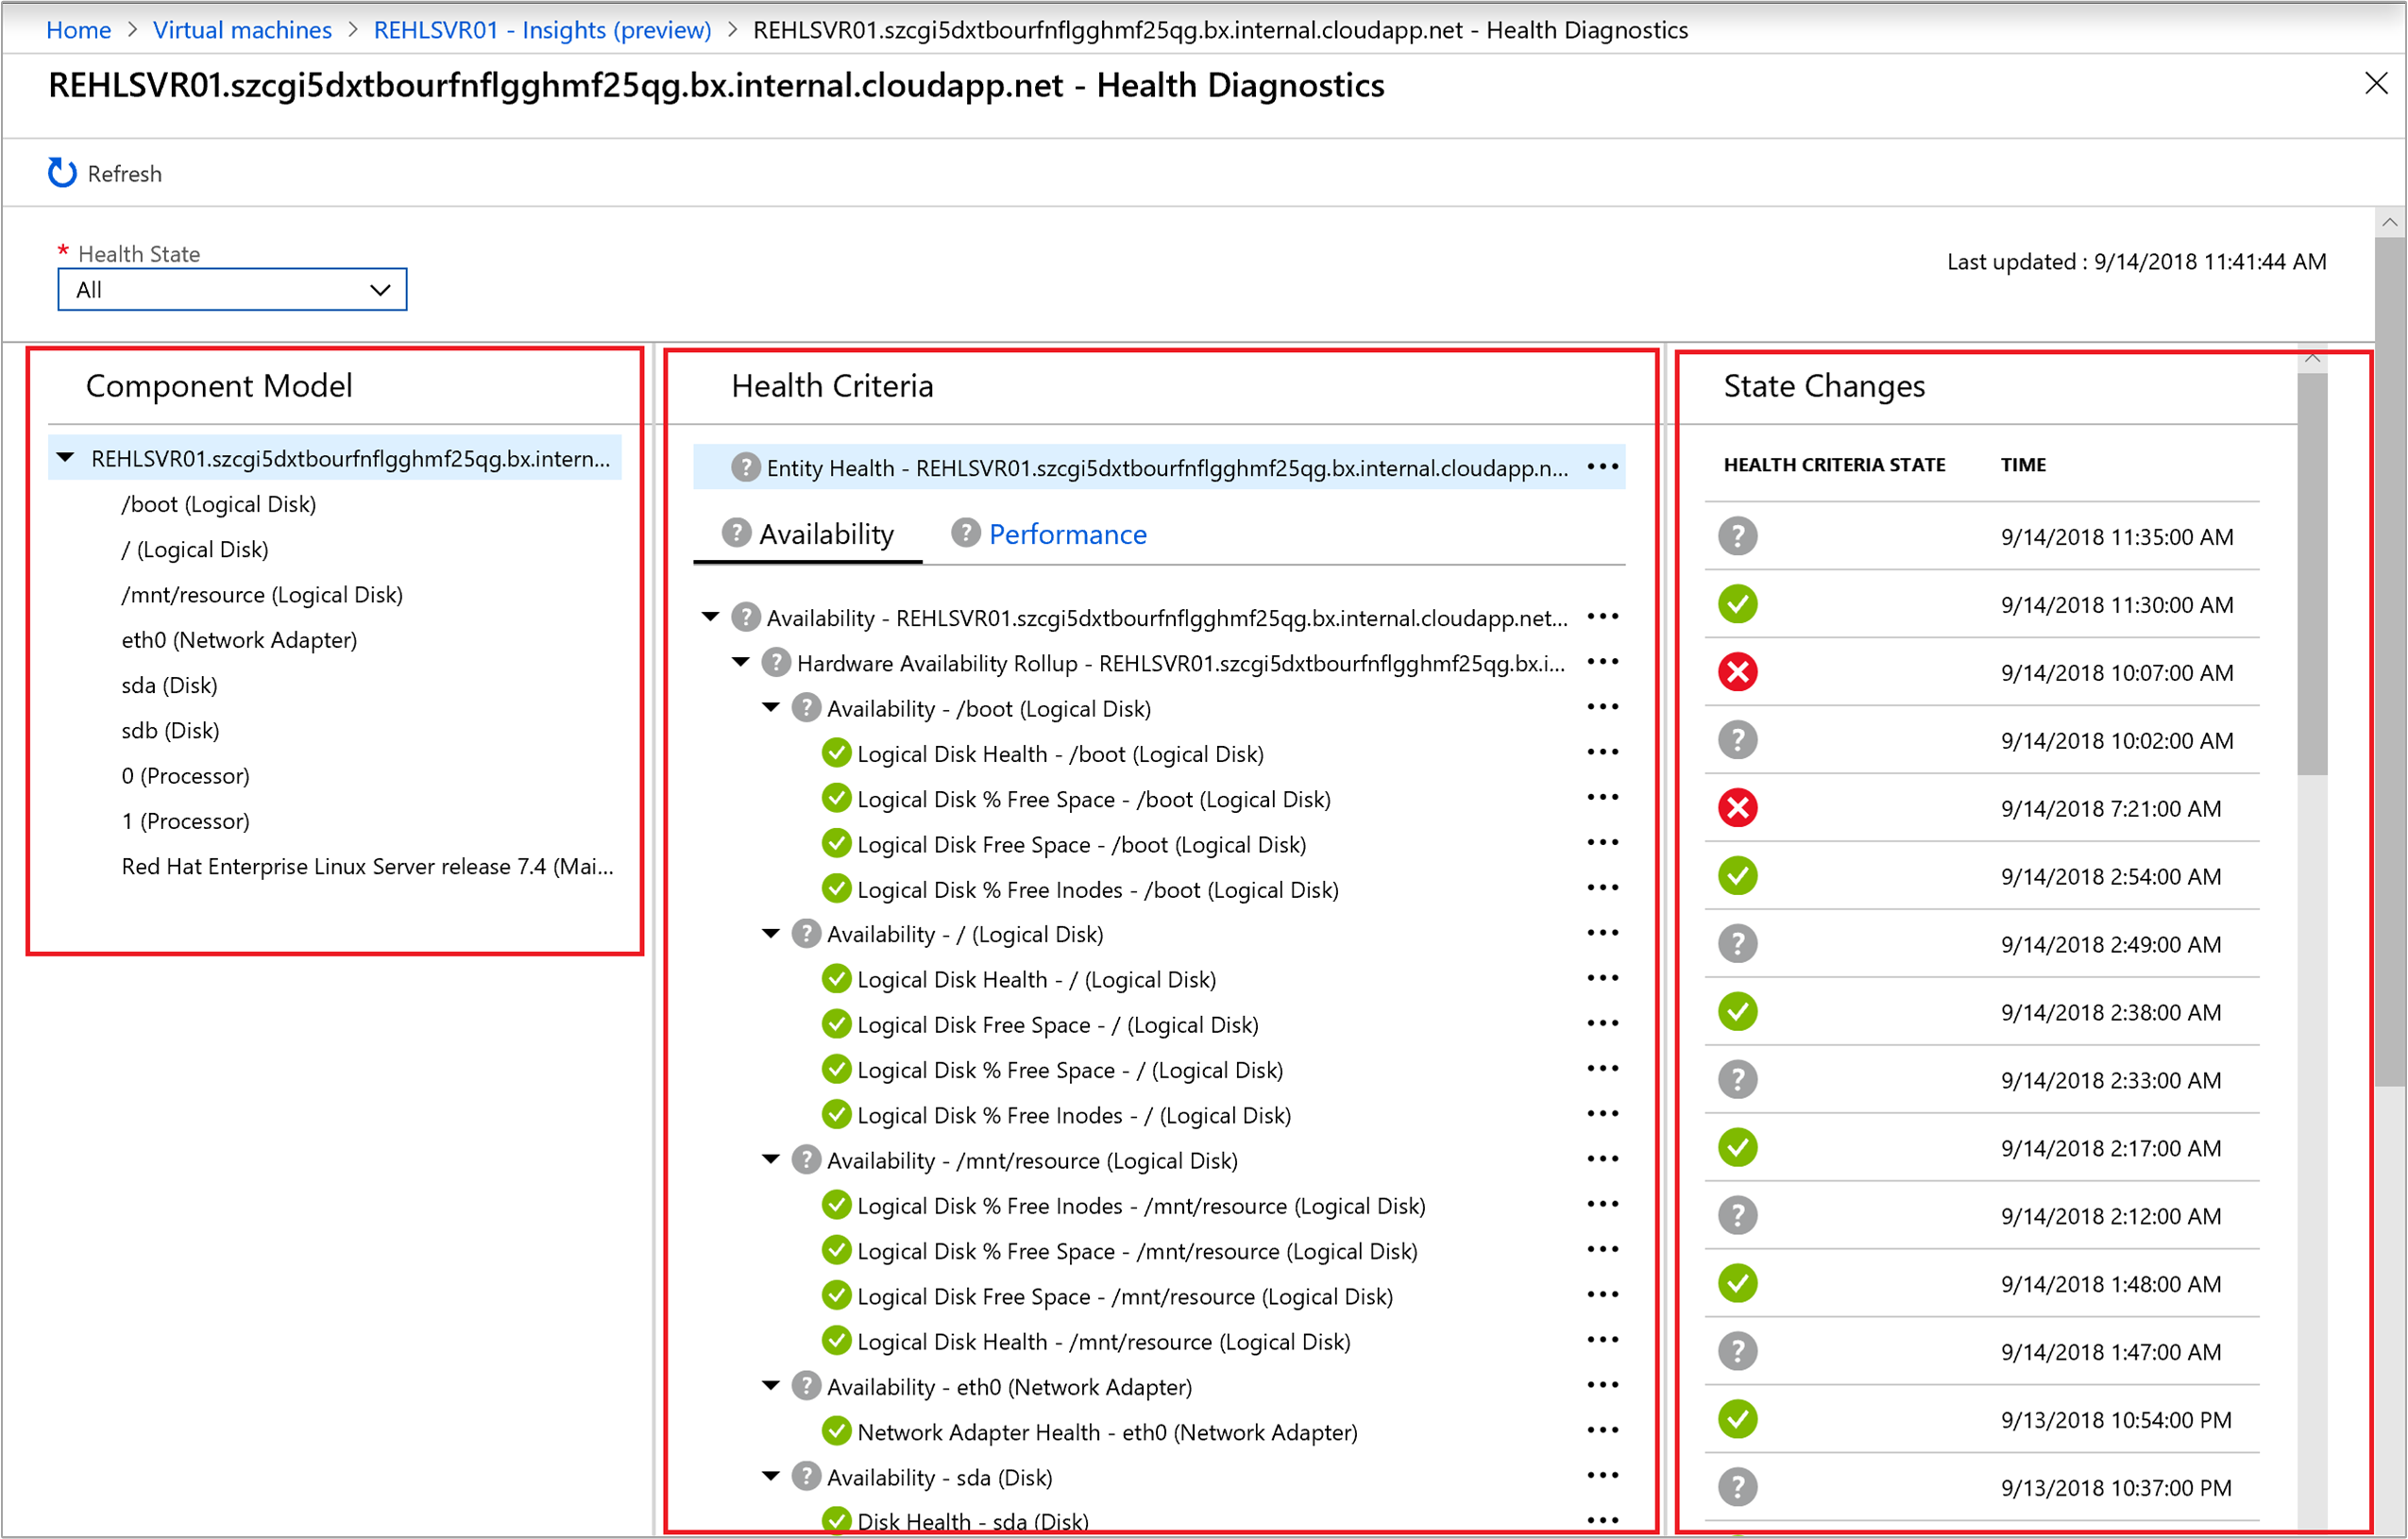 Home > Virtual machines > REHLSVR01 - Insights (preview) > REHLSVR01.szcgi5dxtbourfnflgghmf25qg.bx.internal.cloudapp.net - Health Diagnostics
REHLSVR01.szcgi5dxtbourfnflgghmf25qg.bx.internal.cloudapp.net - Health Diagnostics
Refresh
* Health State
All
Last updated : 9/14/2018 11:41:44 AM
Component Model
REHLSVR01.szcgi5dxtbourfnflgghmf25qg.bx.intern...
/boot (Logical Disk)
/ (Logical Disk)
/mnt/resource (Logical Disk)
eth0 (Network Adapter)
sda (Disk)
sdb (Disk)
0 (Processor)
1 (Processor)
Red Hat Enterprise Linux Server release 7.4 (Mai...
Health Criteria
Entity Health - REHLSVR01.szcgi5dxtbourfnflgghmf25qg.bx.internal.cloudapp.n...
Availability Performance
Availability - REHLSVR01.szcgi5dxtbourfnflgghmf25qg.bx.internal.cloudapp.net...
Hardware Availability Rollup - REHLSVR01.szcgi5dxtbourfnflgghmf25qg.bx.i...
Availability - /boot (Logical Disk)
Logical Disk Health - /boot (Logical Disk)
Logical Disk % Free Space - /boot (Logical Disk)
Logical Disk Free Space - /boot (Logical Disk)
Logical Disk % Free Inodes - /boot (Logical Disk)
Availability - / (Logical Disk)
Logical Disk Health - / (Logical Disk)
Logical Disk Free Space - / (Logical Disk)
Logical Disk % Free Space - / (Logical Disk)
Logical Disk % Free Inodes - / (Logical Disk)
Availability - /mnt/resource (Logical Disk)
Logical Disk % Free Inodes - /mnt/resource (Logical Disk)
Logical Disk % Free Space - /mnt/resource (Logical Disk)
Logical Disk Free Space - /mnt/resource (Logical Disk)
Logical Disk Health - /mnt/resource (Logical Disk)
Availability - eth0 (Network Adapter)
Network Adapter Health - eth0 (Network Adapter)
Availability - sda (Disk)
Disk Health - sda (Disk)
State Changes
HEALTH CRITERIA STATE TIME
9/14/2018 11:35:00 AM
9/14/2018 11:30:00 AM
9/14/2018 10:07:00 AM
9/14/2018 10:02:00 AM
9/14/2018 7:21:00 AM
9/14/2018 2:54:00 AM
9/14/2018 2:49:00 AM
9/14/2018 2:38:00 AM
9/14/2018 2:33:00 AM
9/14/2018 2:17:00 AM
9/14/2018 2:12:00 AM
9/14/2018 1:48:00 AM
9/14/2018 1:47:00 AM
9/13/2018 10:54:00 PM
9/13/2018 10:37:00 PM